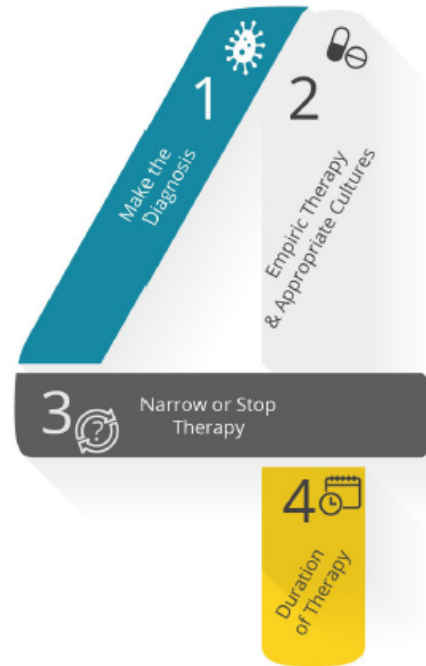 1
Make the
Diagnosis
2
Empiric Therapy
& Appropriate Cultures
3
?
Narrow or Stop
Therapy
4
Duration
of Therapy